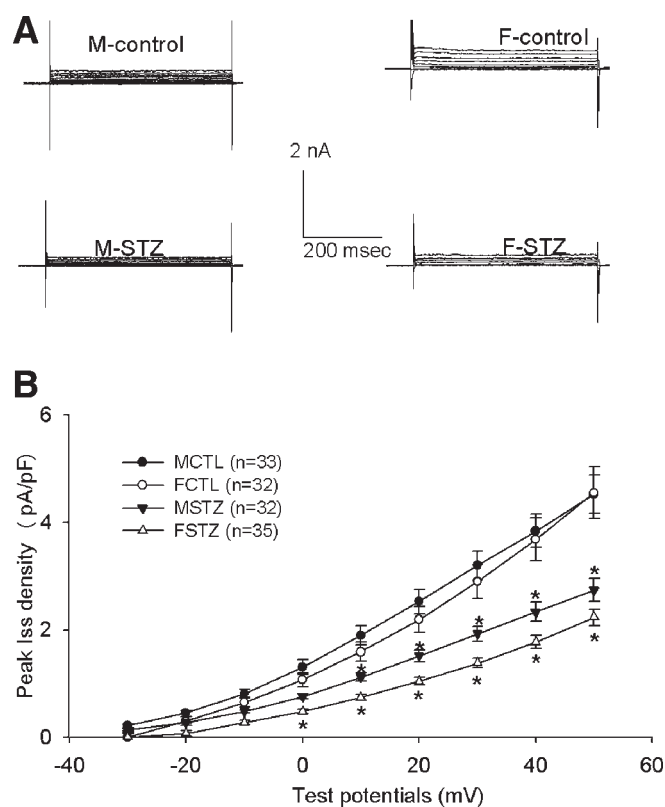 A
M-control
F-control
2 nA
200 msec
M-STZ
F-STZ
B
6
4
2
0
Peak Iss density ( pA/pF)
MCTL (n=33)
FCTL (n=32)
MSTZ (n=32)
FSTZ (n=35)
* * * * *
* * * * * *
-40 -20 0 20 40 60
Test potentials (mV)